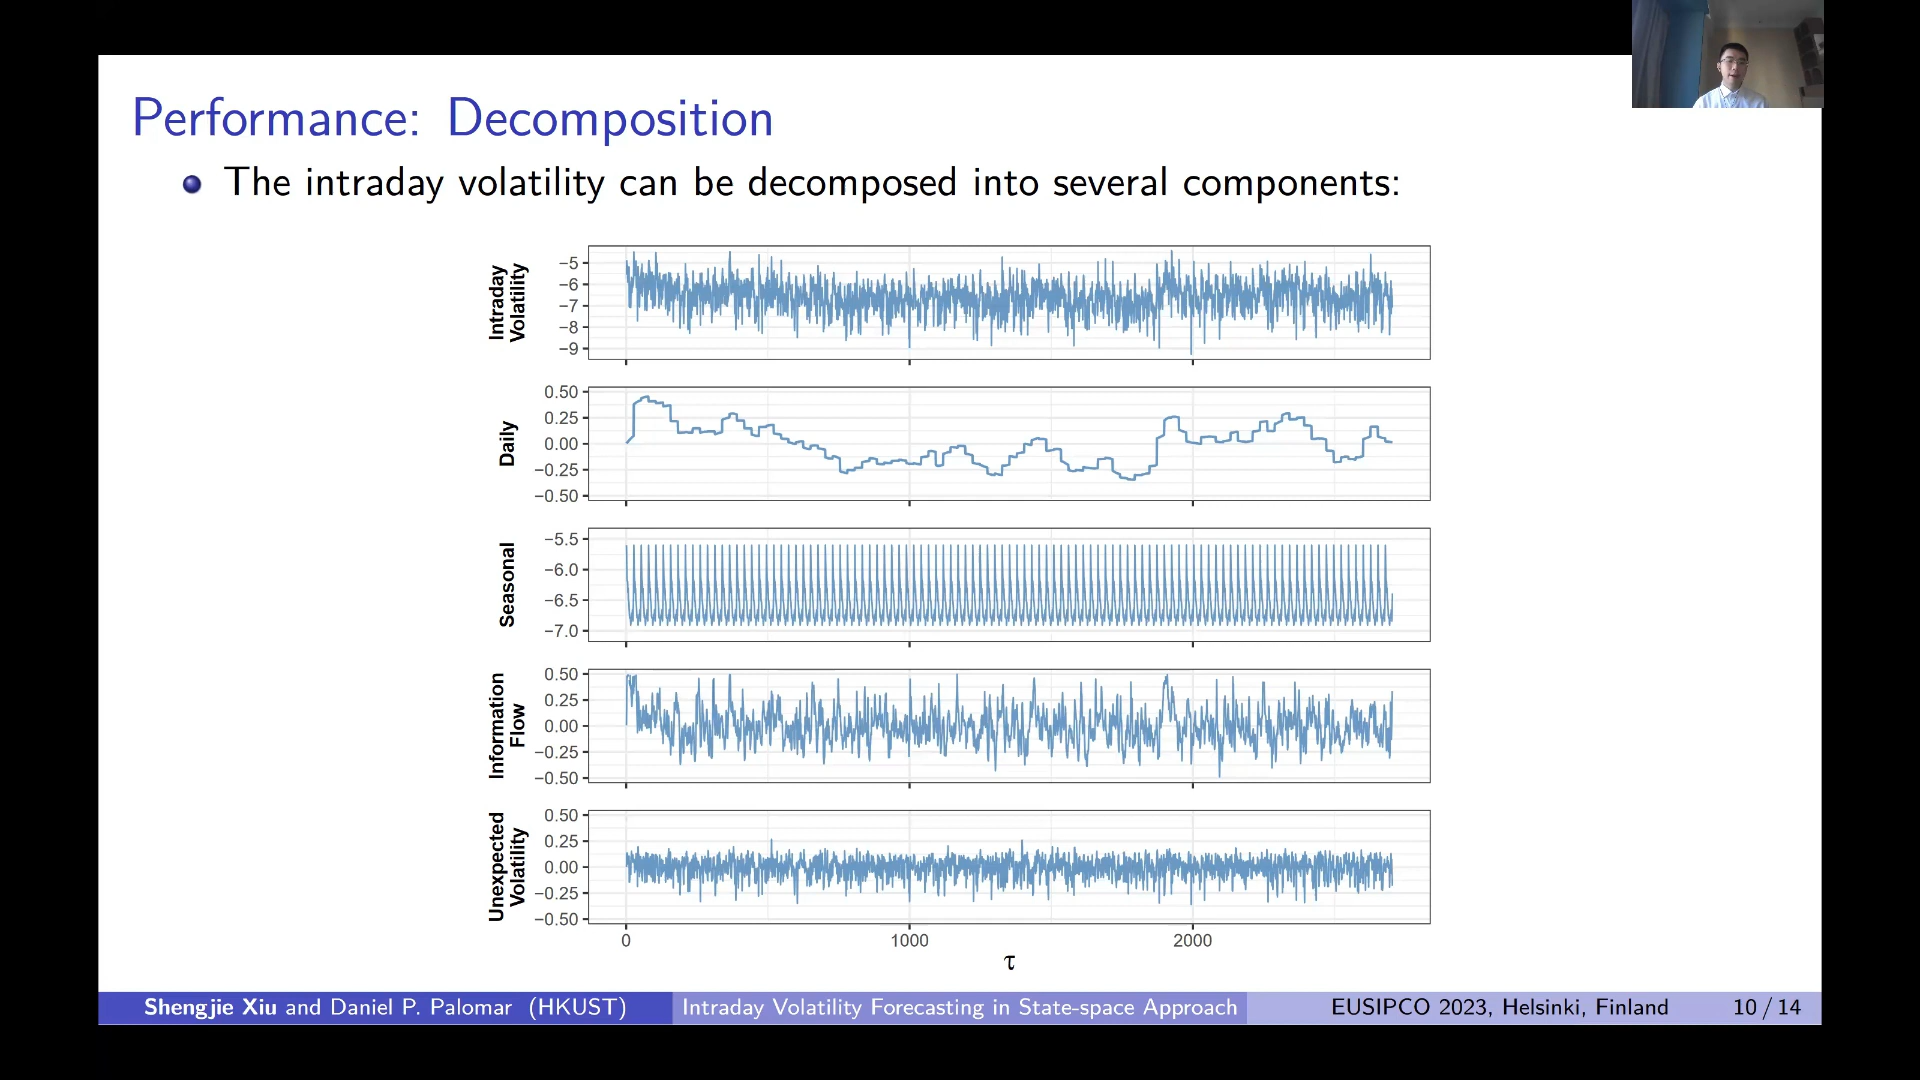 Performance: Decomposition
The intraday volatility can be decomposed into several components:
Intraday
Volatility
−5
−6
−7
−8
−9
Daily
0.50
0.25
0.00
−0.25
−0.50
Seasonal
−5.5
−6.0
−6.5
−7.0
Information
Flow
0.50
0.25
0.00
−0.25
−0.50
Unexpected
Volatility
0.50
0.25
0.00
−0.25
−0.50
0 1000 2000
τ
Shengjie Xiu and Daniel P. Palomar (HKUST) Intraday Volatility Forecasting in State-space Approach EUSIPCO 2023, Helsinki, Finland 10 / 14